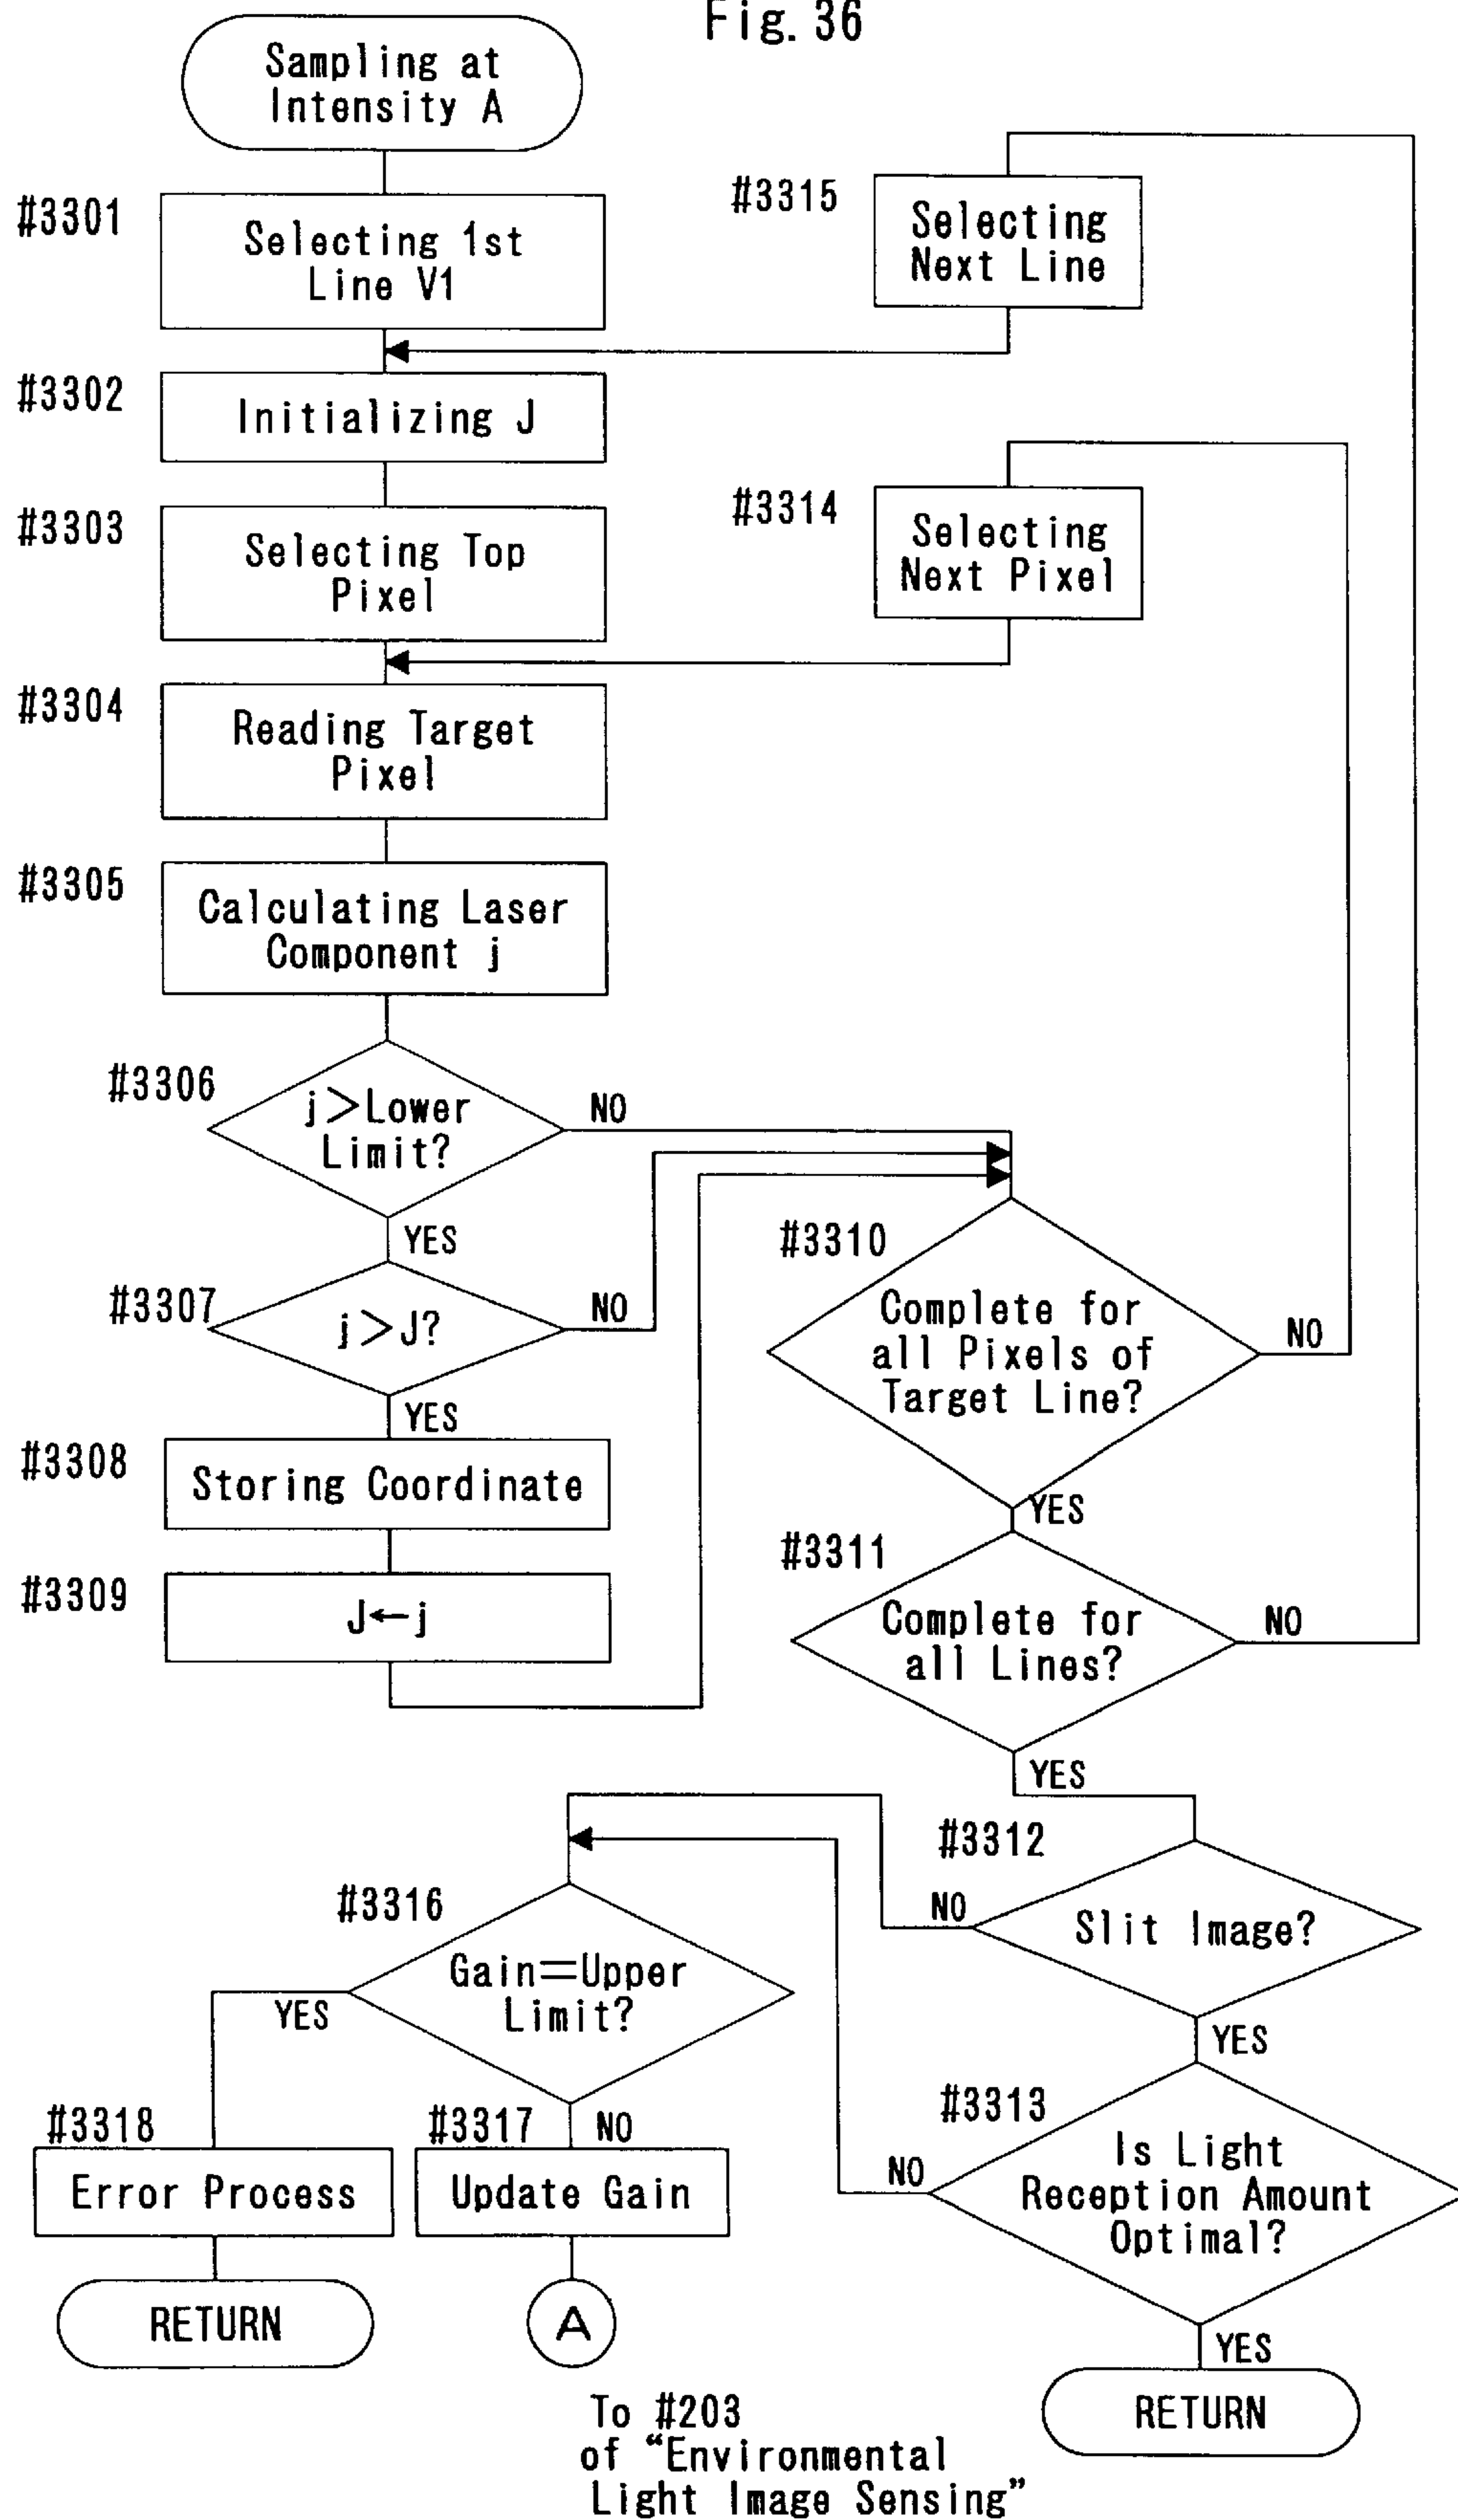 Fig. 36
Sampling at
Intensity A
#3301
Selecting 1st
Line V1
#3315
Selecting
Next Line
#3302
Initializing J
#3303
Selecting Top
Pixel
#3314
Selecting
Next Pixel
#3304
Reading Target
Pixel
#3305
Calculating Laser
Component j
#3306
j>Lower
Limit?
NO
YES
#3307
j>J?
NO
YES
#3308
Storing Coordinate
#3309
J←j
#3310
Complete for
all Pixels of
Target Line?
NO
YES
#3311
Complete for
all Lines?
NO
YES
#3312
Slit Image?
NO
YES
#3316
Gain=Upper
Limit?
YES
NO
#3313
Is Light
Reception Amount
Optimal?
NO
YES
#3318
Error Process
RETURN
#3317
Update Gain
A
RETURN
To #203
of “Environmental
Light Image Sensing”